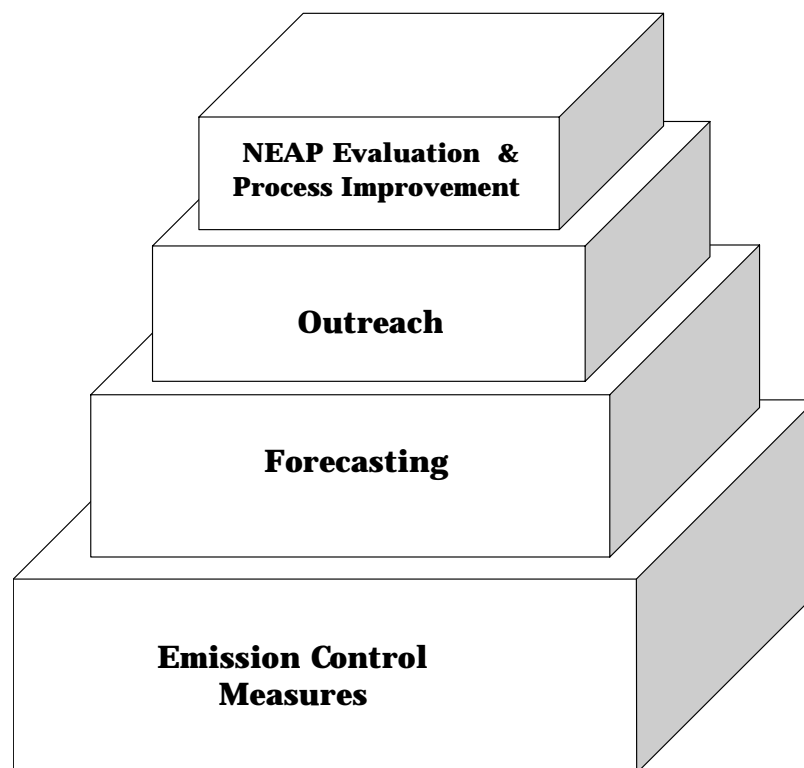 NEAP Evaluation &
Process Improvement
Outreach
Forecasting
Emission Control
Measures